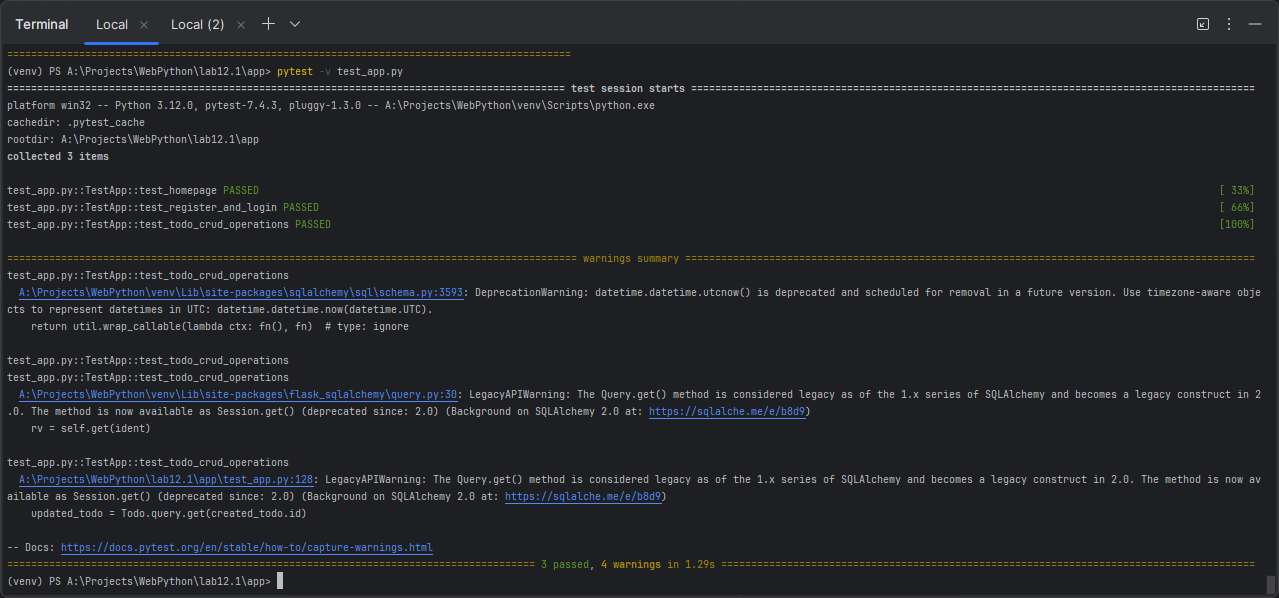 Terminal Local × Local (2) ×
==============================================================================================
(venv) PS A:\Projects\WebPython\lab12.1\app> pytest -v test_app.py
============================================================================================= test session starts ==============================================================================================
platform win32 -- Python 3.12.0, pytest-7.4.3, pluggy-1.3.0 -- A:\Projects\WebPython\venv\Scripts\python.exe
cachedir: .pytest_cache
rootdir: A:\Projects\WebPython\lab12.1\app
collected 3 items
test_app.py::TestApp::test_homepage PASSED [ 33%]
test_app.py::TestApp::test_register_and_login PASSED [ 66%]
test_app.py::TestApp::test_todo_crud_operations PASSED [100%]
=============================================================================================== warnings summary ===============================================================================================
test_app.py::TestApp::test_todo_crud_operations
A:\Projects\WebPython\venv\Lib\site-packages\sqlalchemy\sql\schema.py:3593: DeprecationWarning: datetime.datetime.utcnow() is deprecated and scheduled for removal in a future version. Use timezone-aware obje
cts to represent datetimes in UTC: datetime.datetime.now(datetime.UTC).
return util.wrap_callable(lambda ctx: fn(), fn)  # type: ignore
test_app.py::TestApp::test_todo_crud_operations
test_app.py::TestApp::test_todo_crud_operations
A:\Projects\WebPython\venv\Lib\site-packages\flask_sqlalchemy\query.py:30: LegacyAPIWarning: The Query.get() method is considered legacy as of the 1.x series of SQLAlchemy and becomes a legacy construct in 2
.0. The method is now available as Session.get() (deprecated since: 2.0) (Background on SQLAlchemy 2.0 at: https://sqlalche.me/e/b8d9)
rv = self.get(ident)
test_app.py::TestApp::test_todo_crud_operations
A:\Projects\WebPython\lab12.1\app\test_app.py:128: LegacyAPIWarning: The Query.get() method is considered legacy as of the 1.x series of SQLAlchemy and becomes a legacy construct in 2.0. The method is now av
ailable as Session.get() (deprecated since: 2.0) (Background on SQLAlchemy 2.0 at: https://sqlalche.me/e/b8d9)
updated_todo = Todo.query.get(created_todo.id)
-- Docs: https://docs.pytest.org/en/stable/how-to/capture-warnings.html
======================================================================================== 3 passed, 4 warnings in 1.29s =========================================================================================
(venv) PS A:\Projects\WebPython\lab12.1\app>